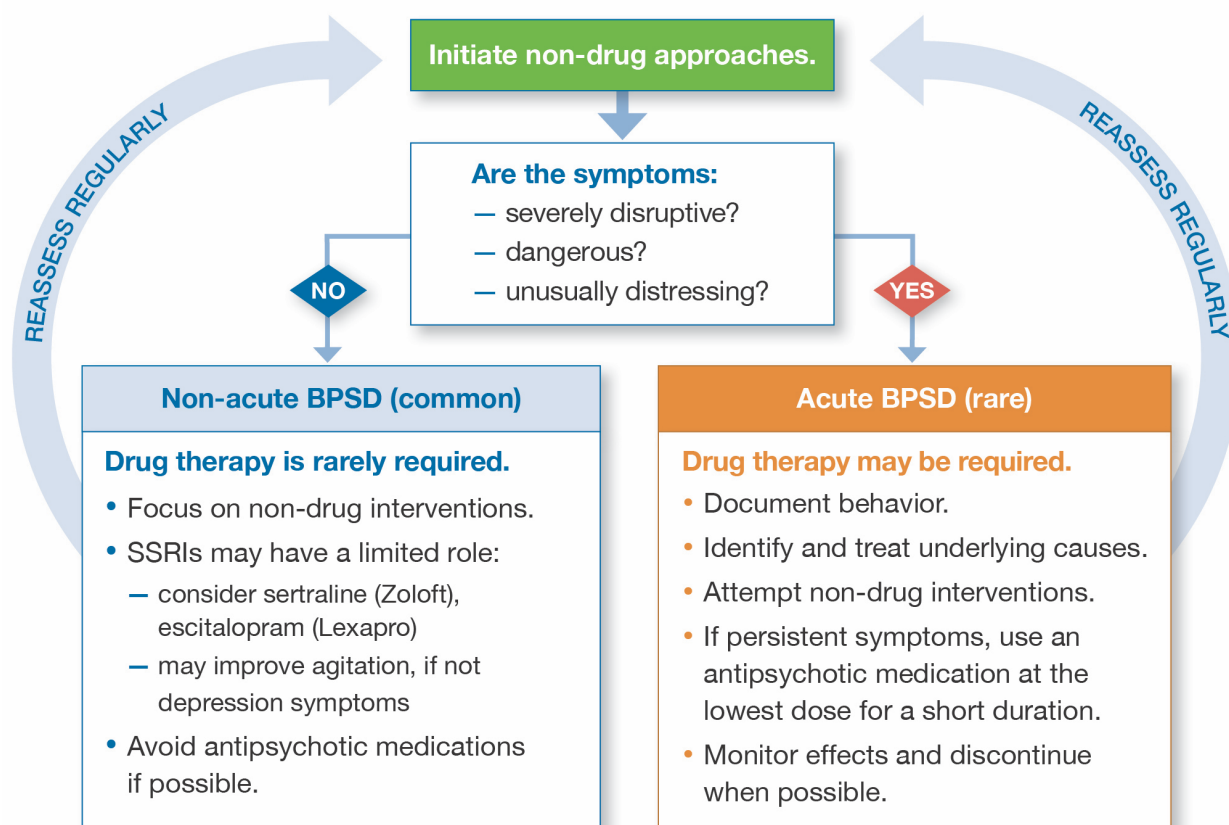 Initiate non-drug approaches.
REASSESS REGULARLY
REASSESS REGULARLY
Are the symptoms:
— severely disruptive?
— dangerous?
— unusually distressing?
NO
YES
Non-acute BPSD (common)
Drug therapy is rarely required.
• Focus on non-drug interventions.
• SSRIs may have a limited role:
— consider sertraline (Zoloft),
escitalopram (Lexapro)
— may improve agitation, if not
depression symptoms
• Avoid antipsychotic medications
if possible.
Acute BPSD (rare)
Drug therapy may be required.
• Document behavior.
• Identify and treat underlying causes.
• Attempt non-drug interventions.
• If persistent symptoms, use an
antipsychotic medication at the
lowest dose for a short duration.
• Monitor effects and discontinue
when possible.